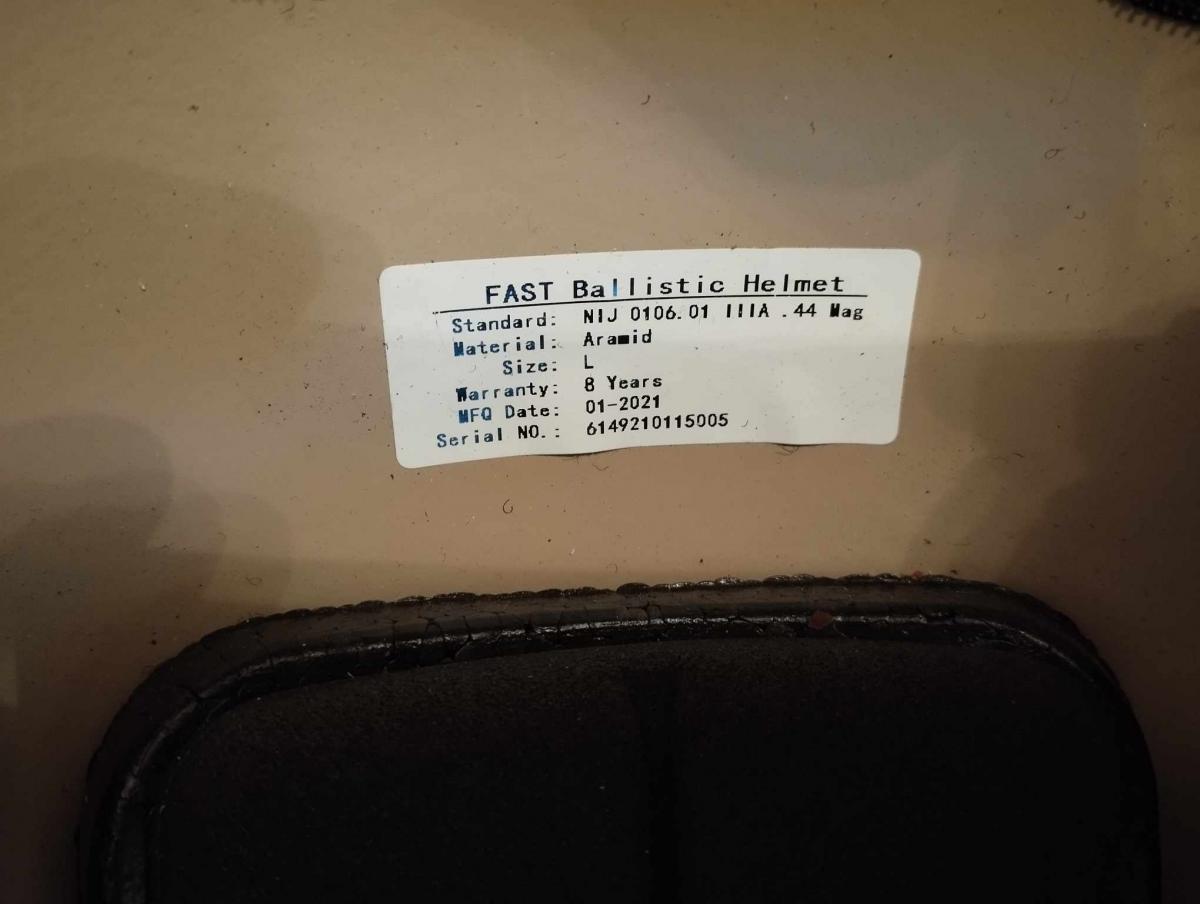 FAST Ballistic Helmet
Standard: NIJ 0106.01 IIIA .44 Mag
Material: Aramid
Size: L
Warranty: 8 Years
MFQ Date: 01-2021
Serial NO.: 6149210115005